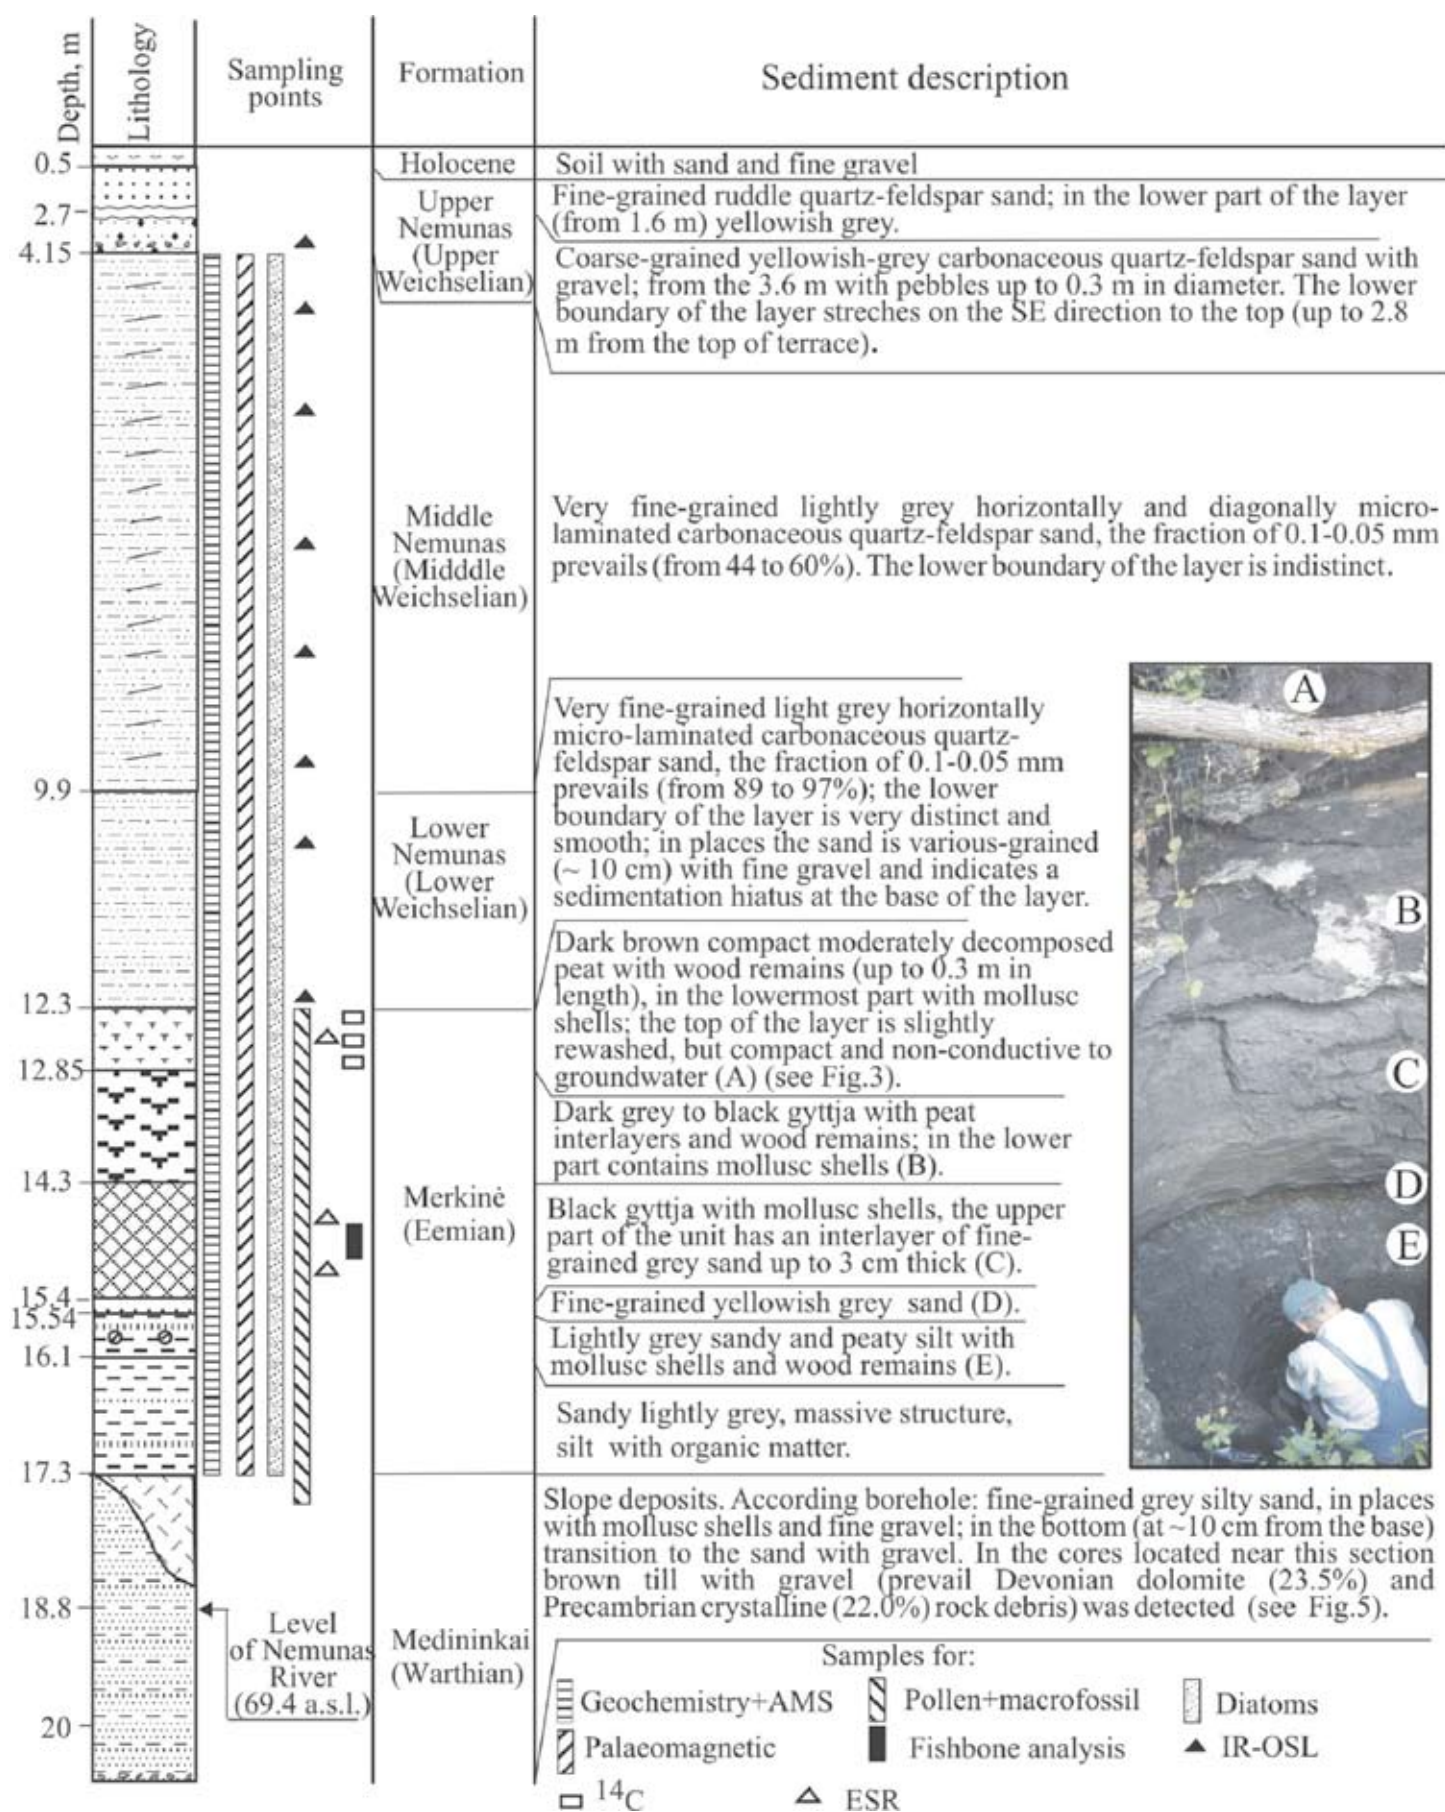 Depth, m
Lithology
Sampling
points
Formation
Sediment description
0.5
2.7
4.15
9.9
12.3
12.85
14.3
15.4
15.54
16.1
17.3
18.8
20
Holocene
Soil with sand and fine gravel
Upper
Nemunas
(Upper
Weichselian)
Fine-grained ruddle quartz-feldspar sand; in the lower part of the layer
(from 1.6 m) yellowish grey.
Coarse-grained yellowish-grey carbonaceous quartz-feldspar sand with
gravel; from the 3.6 m with pebbles up to 0.3 m in diameter. The lower
boundary of the layer streches on the SE direction to the top (up to 2.8
m from the top of terrace).
Middle
Nemunas
(Midddle
Weichselian)
Very fine-grained lightly grey horizontally and diagonally micro-
laminated carbonaceous quartz-feldspar sand, the fraction of 0.1-0.05 mm
prevails (from 44 to 60%). The lower boundary of the layer is indistinct.
Lower
Nemunas
(Lower
Weichselian)
Very fine-grained light grey horizontally
micro-laminated carbonaceous quartz-
feldspar sand, the fraction of 0.1-0.05 mm
prevails (from 89 to 97%); the lower
boundary of the layer is very distinct and
smooth; in places the sand is various-grained
(~ 10 cm) with fine gravel and indicates a
sedimentation hiatus at the base of the layer.
Merkinė
(Eemian)
Dark brown compact moderately decomposed
peat with wood remains (up to 0.3 m in
length), in the lowermost part with mollusc
shells; the top of the layer is slightly
rewashed, but compact and non-conductive to
groundwater (A) (see Fig.3).
Dark grey to black gyttja with peat
interlayers and wood remains; in the lower
part contains mollusc shells (B).
Black gyttja with mollusc shells, the upper
part of the unit has an interlayer of fine-
grained grey sand up to 3 cm thick (C).
Fine-grained yellowish grey sand (D).
Lightly grey sandy and peaty silt with
mollusc shells and wood remains (E).
Sandy lightly grey, massive structure,
silt with organic matter.
A
B
C
D
E
Medininkai
(Warthian)
Slope deposits. According borehole: fine-grained grey silty sand, in places
with mollusc shells and fine gravel; in the bottom (at ~10 cm from the base)
transition to the sand with gravel. In the cores located near this section
brown till with gravel (prevail Devonian dolomite (23.5%) and
Precambrian crystalline (22.0%) rock debris) was detected (see Fig.5).
Level
of Nemunas
River
(69.4 a.s.l.)
Samples for:
Geochemistry+AMS
Pollen+macrofossil
Diatoms
Palaeomagnetic
Fishbone analysis
IR-OSL
14C
ESR